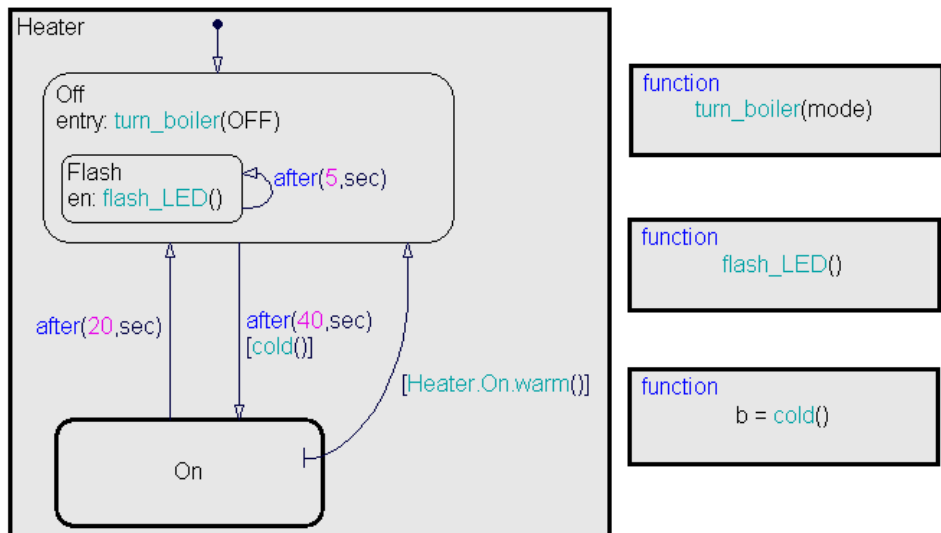 Heater
Off
entry: turn_boiler(OFF)
Flash
en: flash_LED()
after(5,sec)
after(20,sec)
after(40,sec)
[cold()]
[Heater.On.warm()]
On
function
turn_boiler(mode)
function
flash_LED()
function
b = cold()